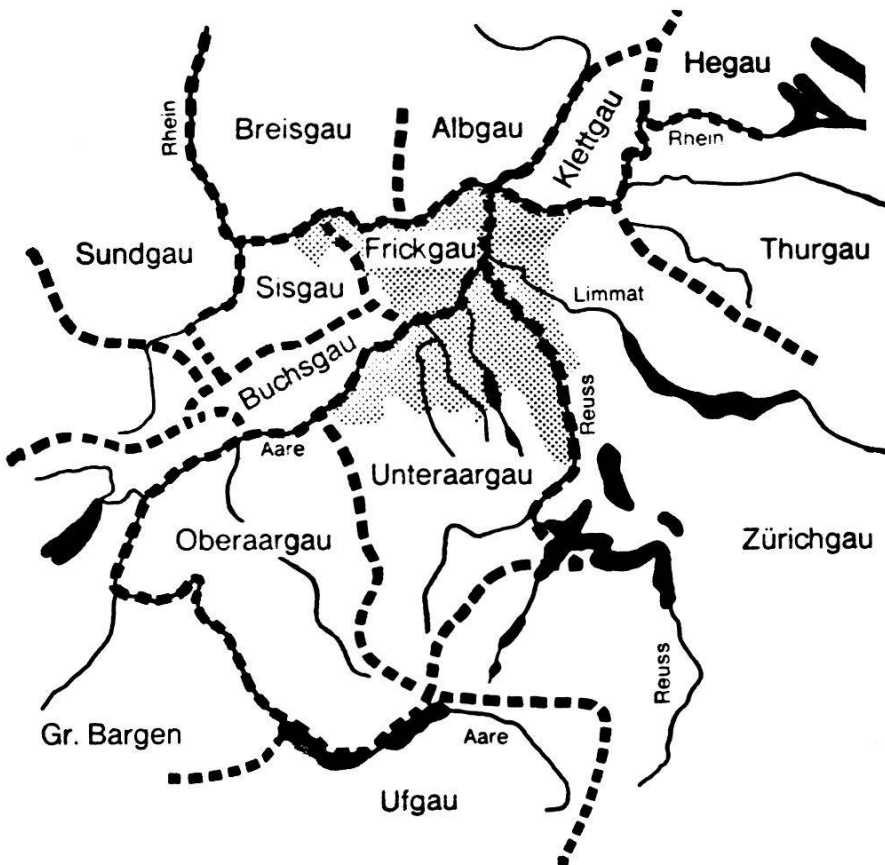 Hegau
Rhein
Breisgau
Albgau
Klettgau
Rhein
Sundgau
Frickgau
Thurgau
Sisgau
Limmat
Buchsgau
Reuss
Aare
Unteraargau
Oberaargau
Zürichgau
Reuss
Gr. Bargen
Aare
Ufgau